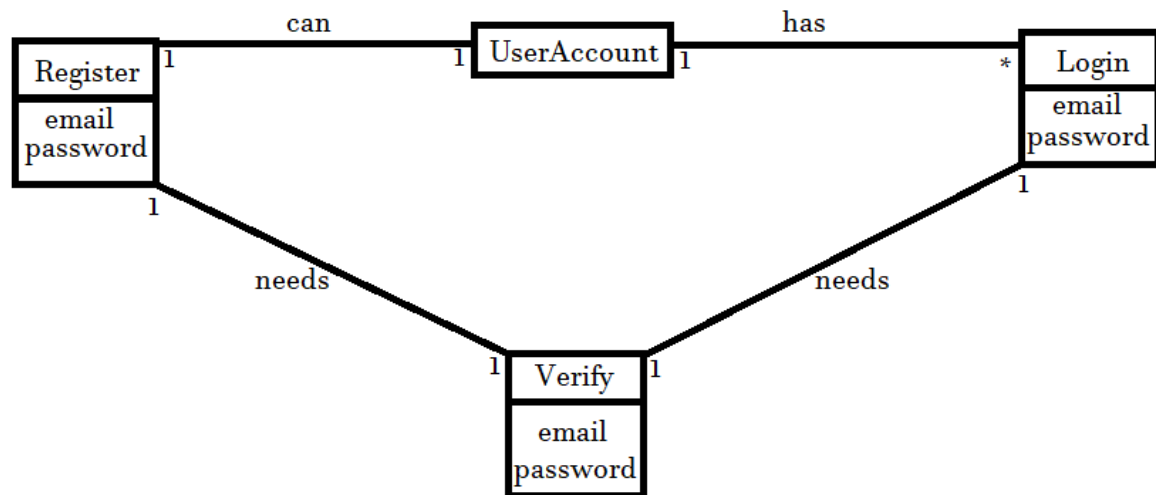 can
has
UserAccount
1
1
1
*
Register
Login
email
password
email
password
1
1
needs
needs
1
1
Verify
email
password